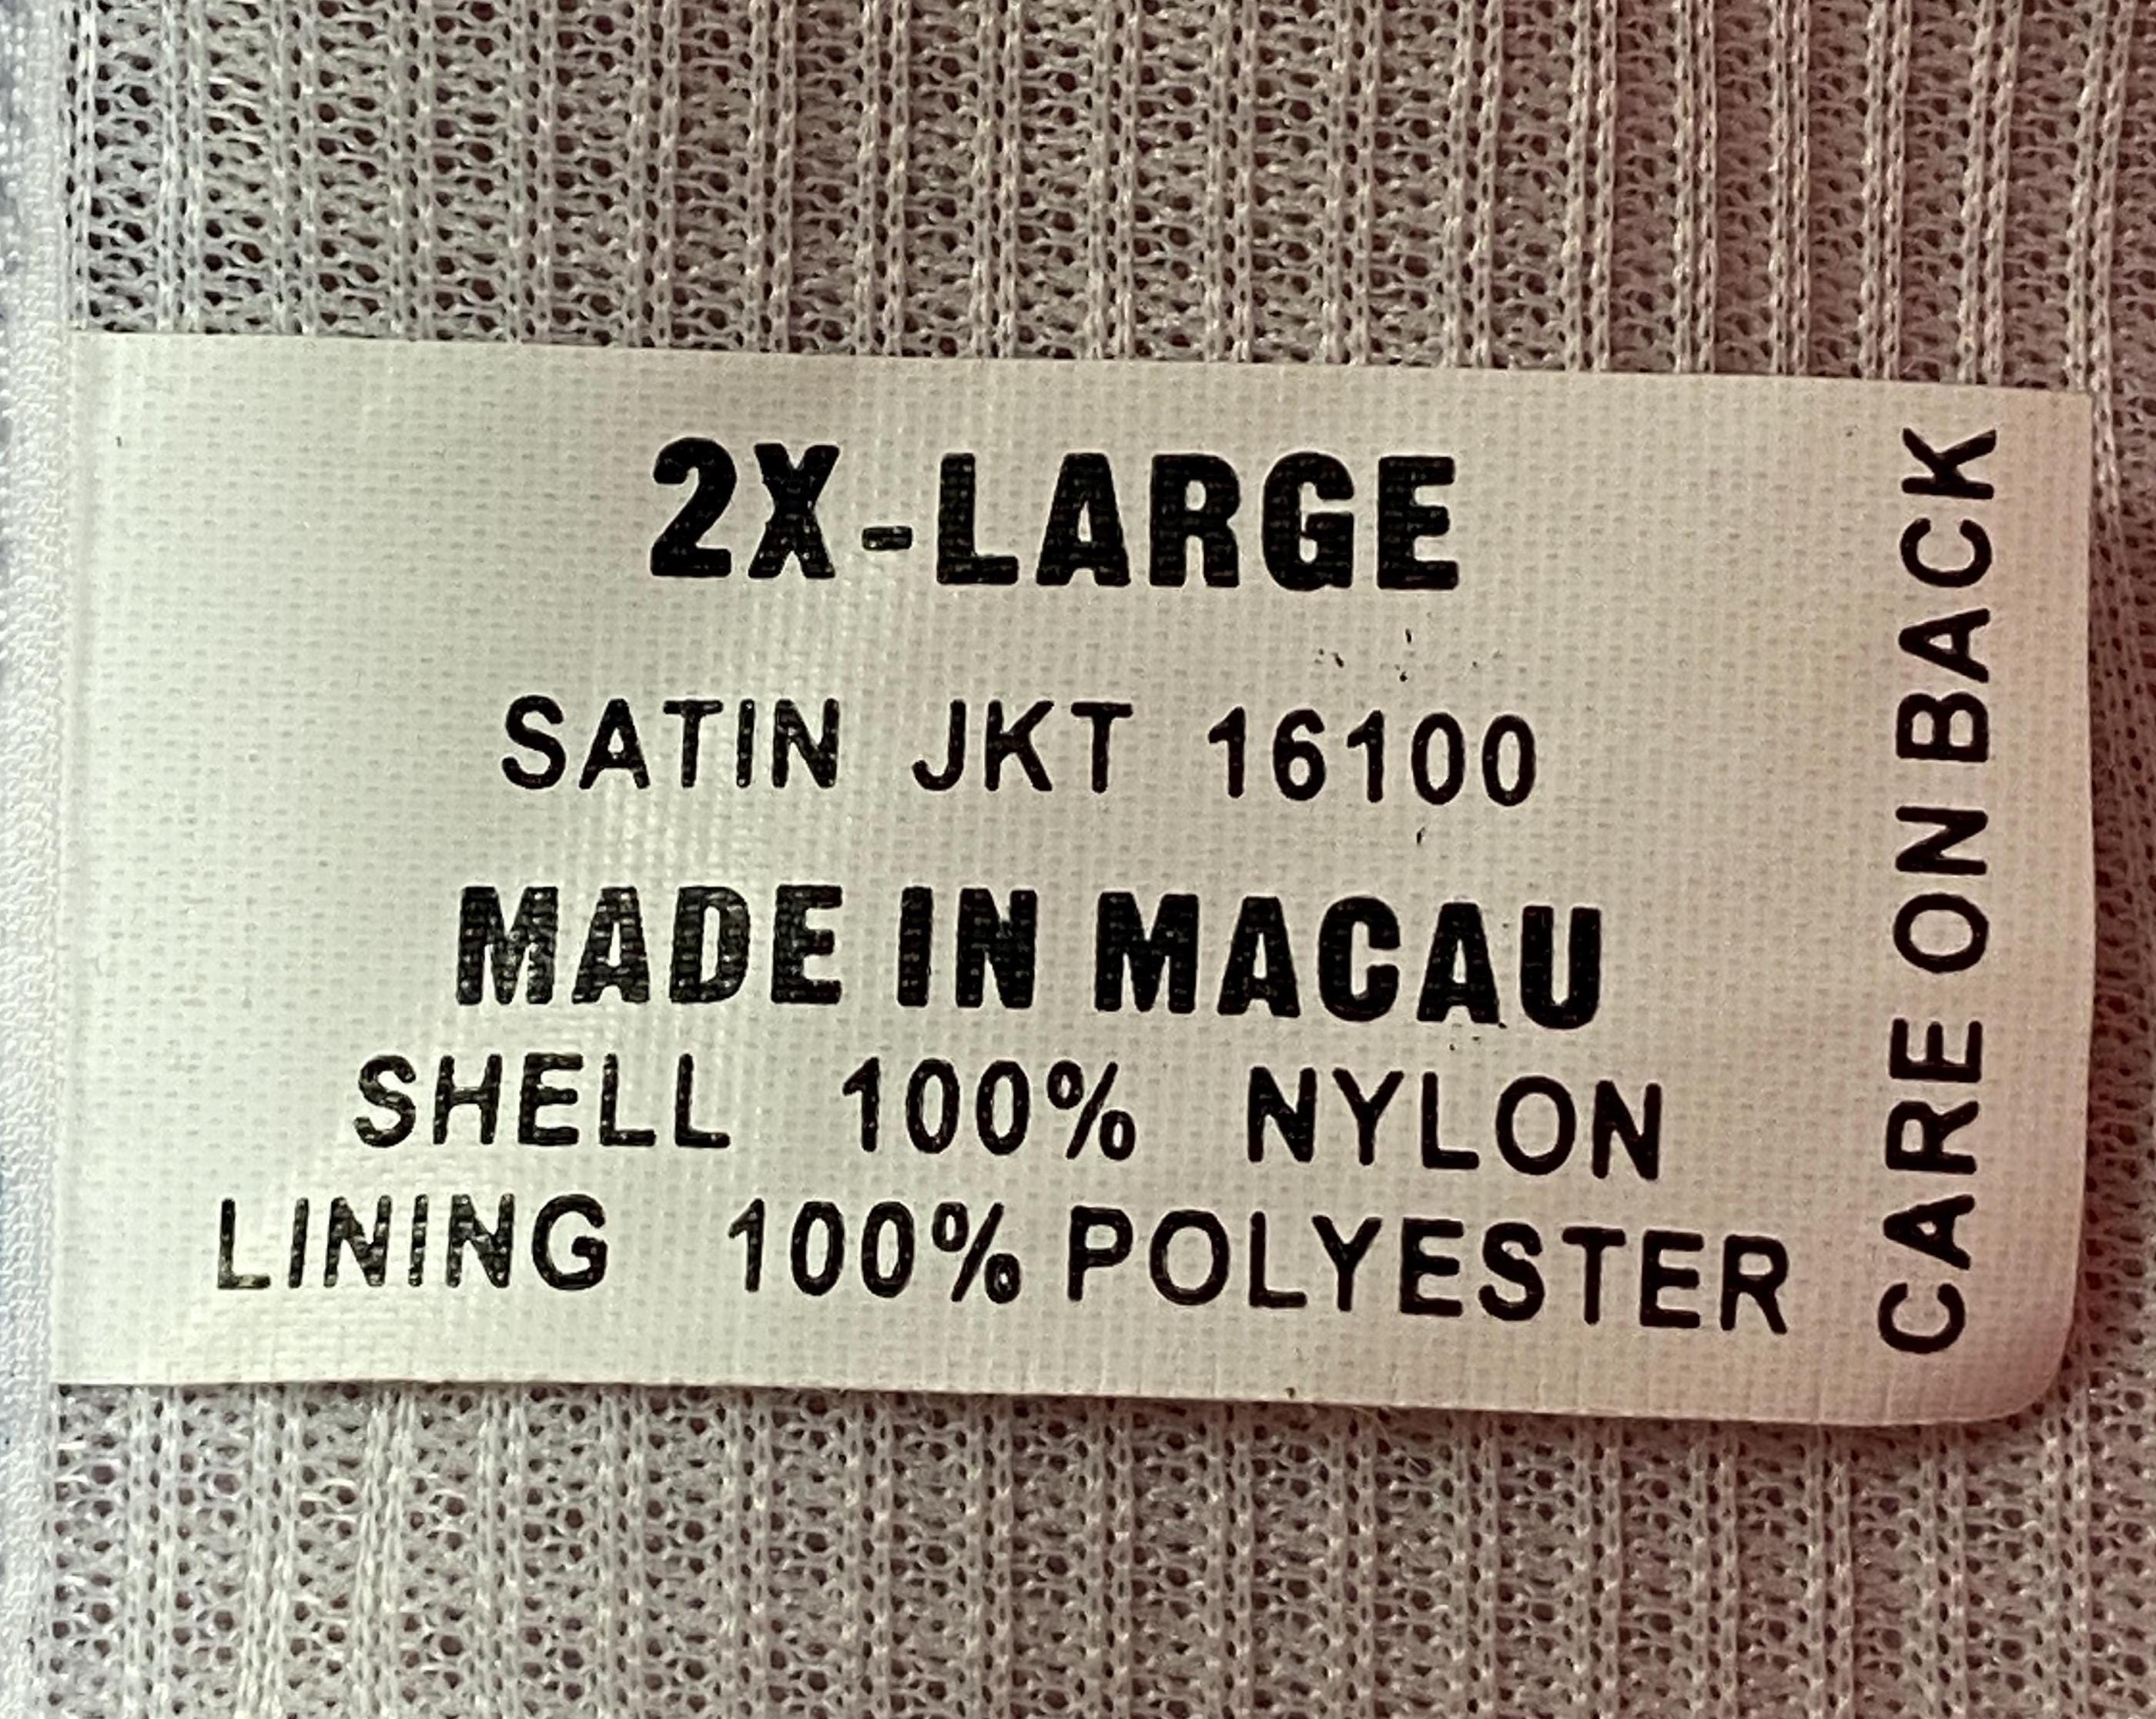 2X-LARGE
SATIN JKT 16100
MADE IN MACAU
SHELL 100% NYLON
LINING 100% POLYESTER
CARE ON BACK